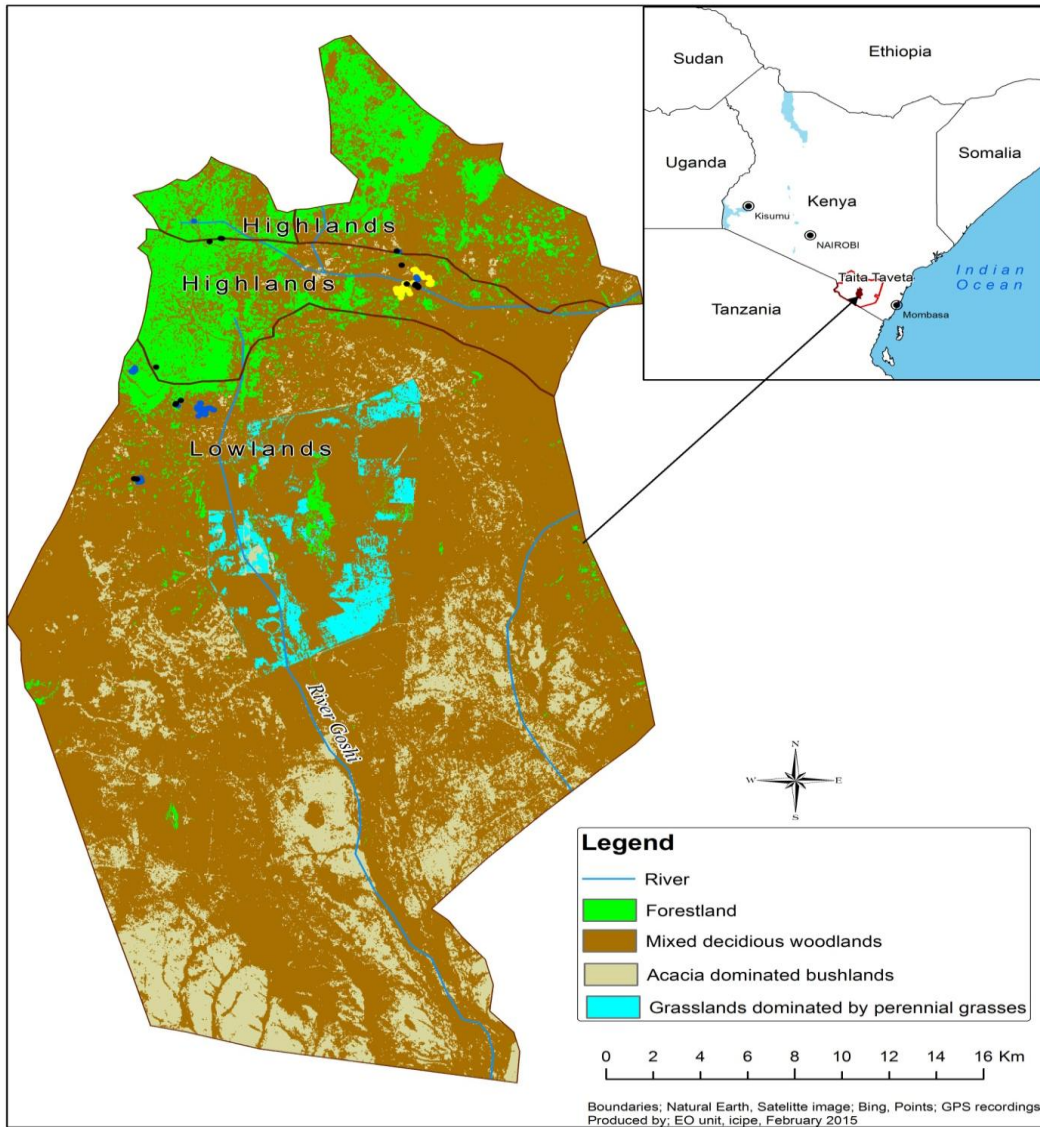 Highlands
Highlands
Lowlands
River Goshi
Sudan
Ethiopia
Uganda
Somalia
Kenya
Kisumu
NAIROBI
Taita Taveta
Indian
Ocean
Tanzania
Mombasa
N
W
E
S
Legend
River
Forestland
Mixed decidious woodlands
Acacia dominated bushlands
Grasslands dominated by perennial grasses
0 2 4 6 8 10 12 14 16 Km
Boundaries; Natural Earth, Satelitte image; Bing, Points; GPS recordings
Produced by; EO unit, icipe, February 2015